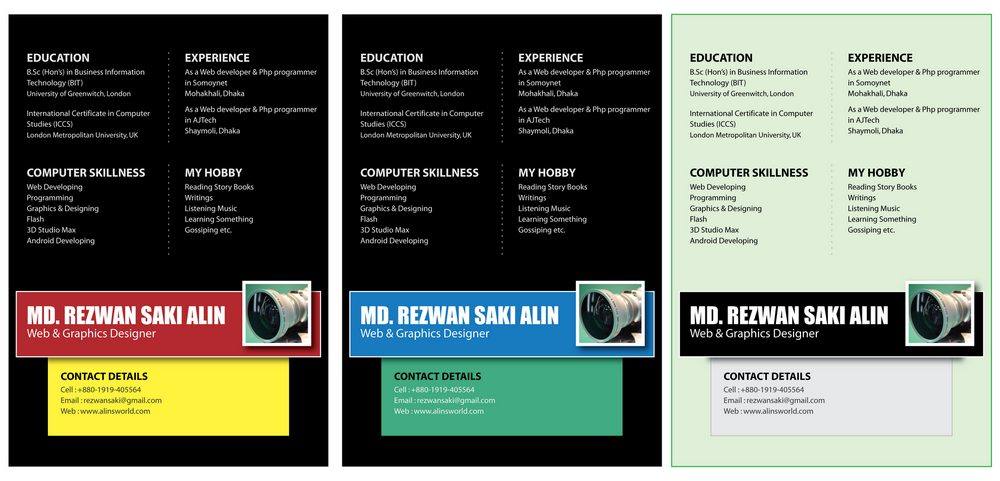 EDUCATION
B.Sc (Hon's) in Business Information
Technology (BIT)
University of Greenwitch, London
International Certificate in Computer
Studies (ICCS)
London Metropolitan University, UK
EXPERIENCE
As a Web developer & Php programmer
in Somoynet
Mohakhali, Dhaka
As a Web developer & Php programmer
in AJTech
Shaymoli, Dhaka
COMPUTER SKILLNESS
Web Developing
Programming
Graphics & Designing
Flash
3D Studio Max
Android Developing
MY HOBBY
Reading Story Books
Writings
Listening Music
Learning Something
Gossiping etc.
MD. REZWAN SAKI ALIN
Web & Graphics Designer
CONTACT DETAILS
Cell : +880-1919-405564
Email : rezwansaki@gmail.com
Web : www.alinsworld.com
EDUCATION
B.Sc (Hon's) in Business Information
Technology (BIT)
University of Greenwitch, London
International Certificate in Computer
Studies (ICCS)
London Metropolitan University, UK
EXPERIENCE
As a Web developer & Php programmer
in Somoynet
Mohakhali, Dhaka
As a Web developer & Php programmer
in AJTech
Shaymoli, Dhaka
COMPUTER SKILLNESS
Web Developing
Programming
Graphics & Designing
Flash
3D Studio Max
Android Developing
MY HOBBY
Reading Story Books
Writings
Listening Music
Learning Something
Gossiping etc.
MD. REZWAN SAKI ALIN
Web & Graphics Designer
CONTACT DETAILS
Cell : +880-1919-405564
Email : rezwansaki@gmail.com
Web : www.alinsworld.com
EDUCATION
B.Sc (Hon's) in Business Information
Technology (BIT)
University of Greenwitch, London
International Certificate in Computer
Studies (ICCS)
London Metropolitan University, UK
EXPERIENCE
As a Web developer & Php programmer
in Somoynet
Mohakhali, Dhaka
As a Web developer & Php programmer
in AJTech
Shaymoli, Dhaka
COMPUTER SKILLNESS
Web Developing
Programming
Graphics & Designing
Flash
3D Studio Max
Android Developing
MY HOBBY
Reading Story Books
Writings
Listening Music
Learning Something
Gossiping etc.
MD. REZWAN SAKI ALIN
Web & Graphics Designer
CONTACT DETAILS
Cell : +880-1919-405564
Email : rezwansaki@gmail.com
Web : www.alinsworld.com